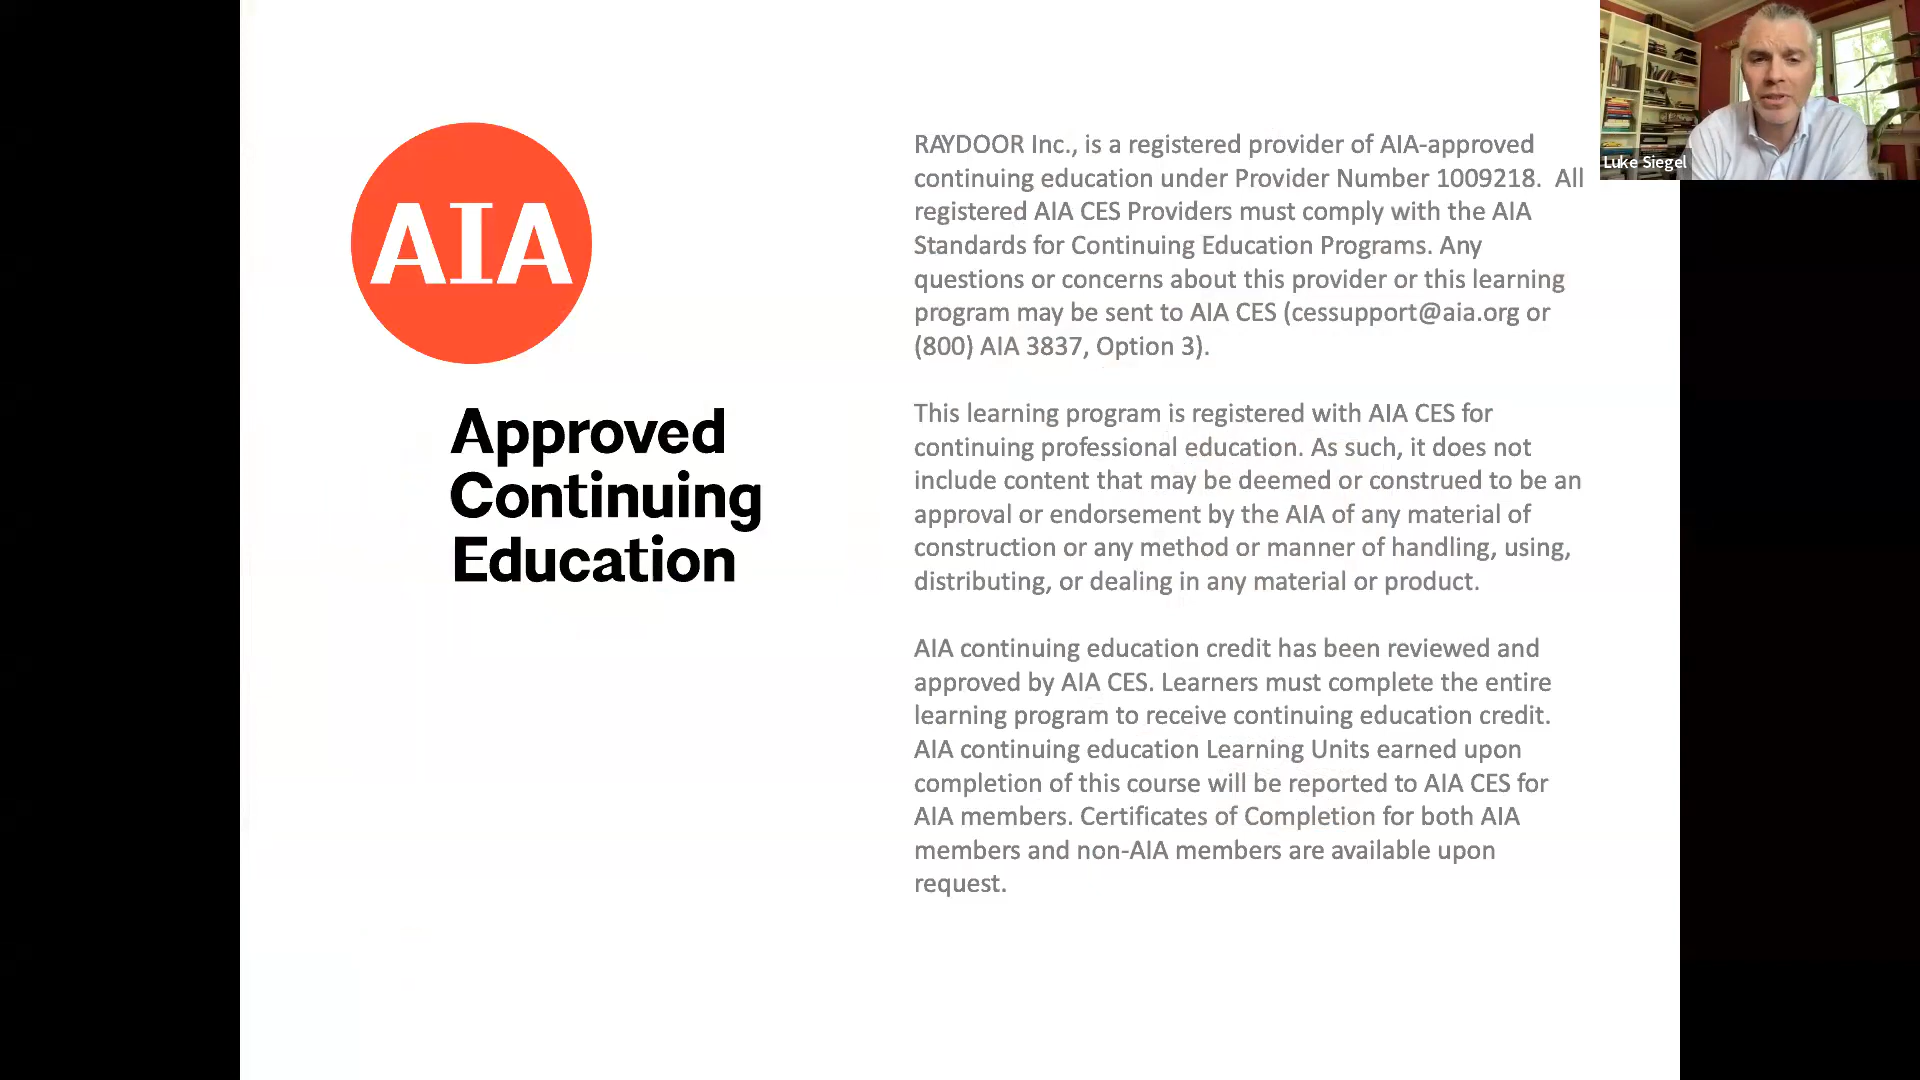 AIA
Approved
Continuing
Education
RAYDOOR Inc., is a registered provider of AIA-approved
continuing education under Provider Number 1009218.  All
registered AIA CES Providers must comply with the AIA
Standards for Continuing Education Programs. Any
questions or concerns about this provider or this learning
program may be sent to AIA CES (cessupport@aia.org or
(800) AIA 3837, Option 3).
This learning program is registered with AIA CES for
continuing professional education. As such, it does not
include content that may be deemed or construed to be an
approval or endorsement by the AIA of any material of
construction or any method or manner of handling, using,
distributing, or dealing in any material or product.
AIA continuing education credit has been reviewed and
approved by AIA CES. Learners must complete the entire
learning program to receive continuing education credit.
AIA continuing education Learning Units earned upon
completion of this course will be reported to AIA CES for
AIA members. Certificates of Completion for both AIA
members and non-AIA members are available upon
request.
Luke Siegel